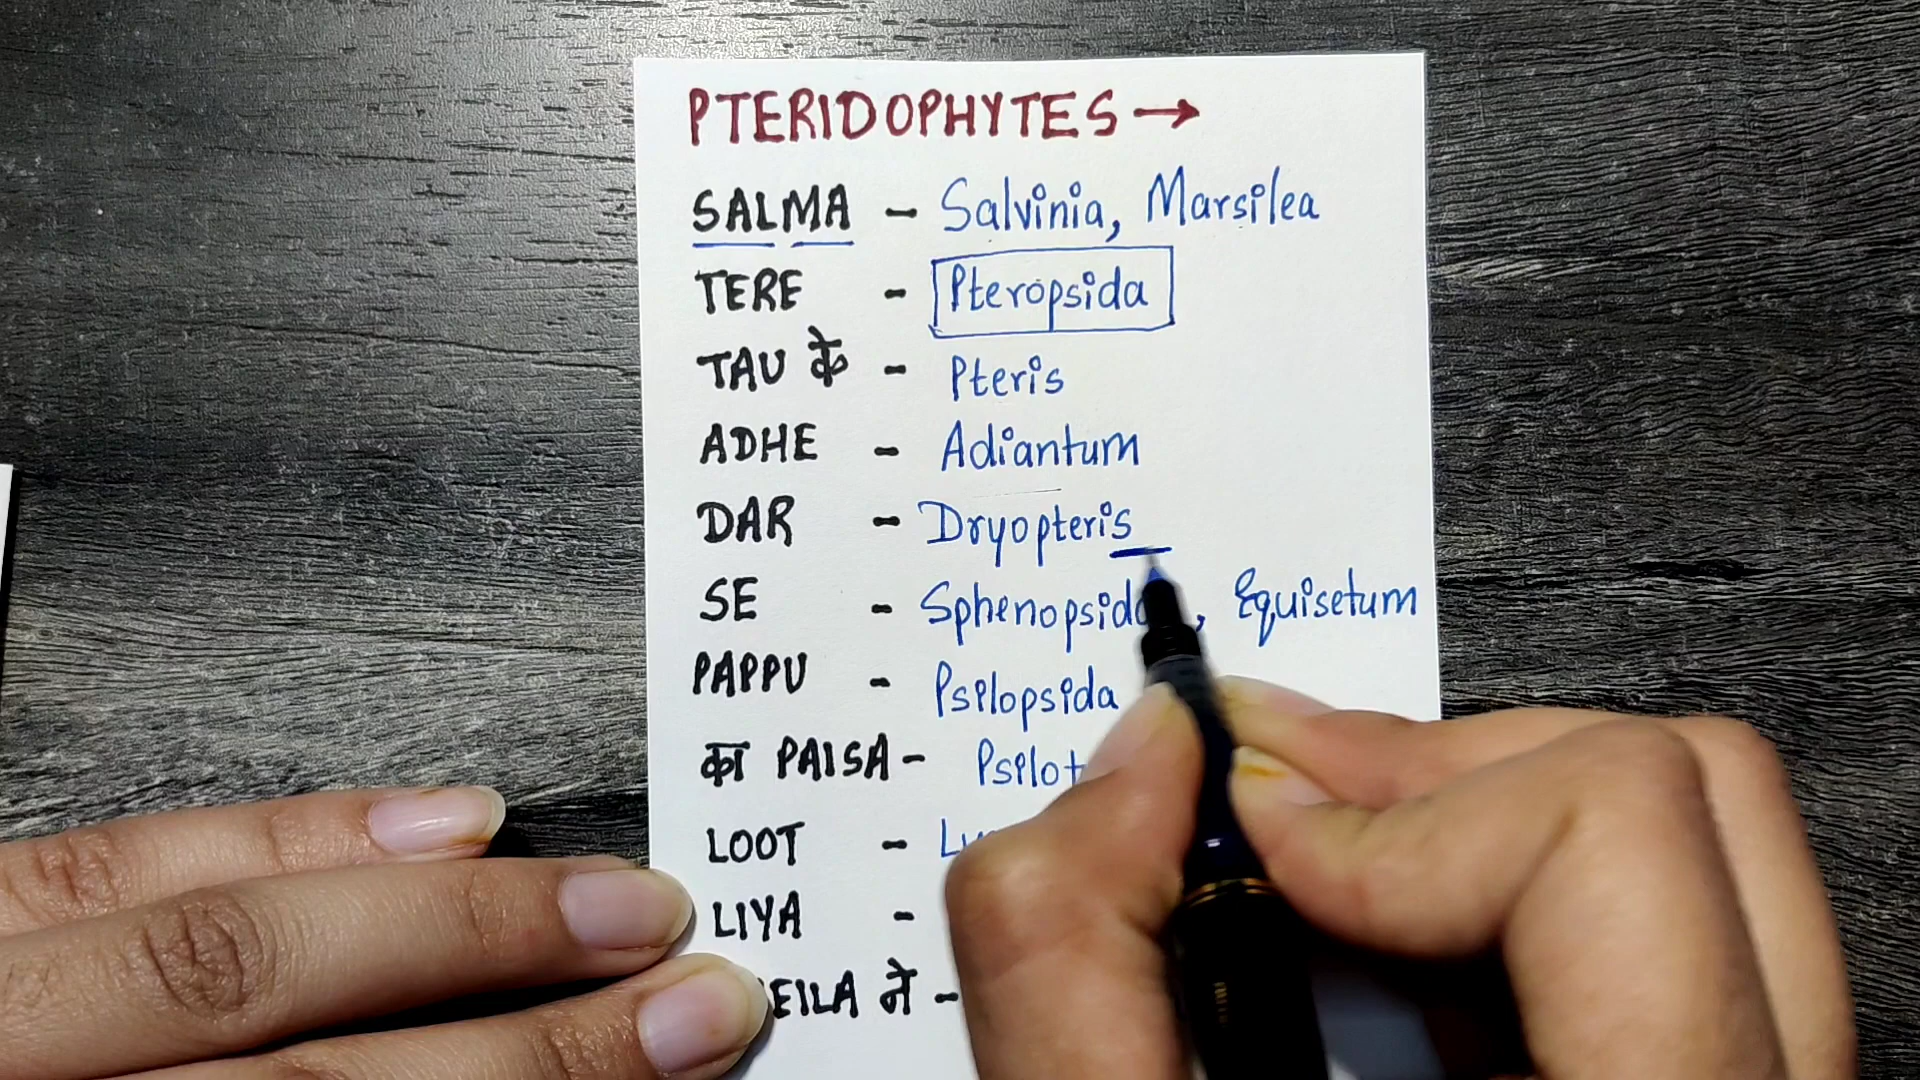 PTERIDOPHYTES →
SALMA - Salvinia, Marsilea
TERE - Pteropsida
TAU के - Pteris
ADHE - Adiantum
DAR - Dryopteris
SE - Sphenopsida, Equisetum
PAPPU - Psilopsida
का PAISA - Psilot
LOOT -
LIYA -
EILA ने -